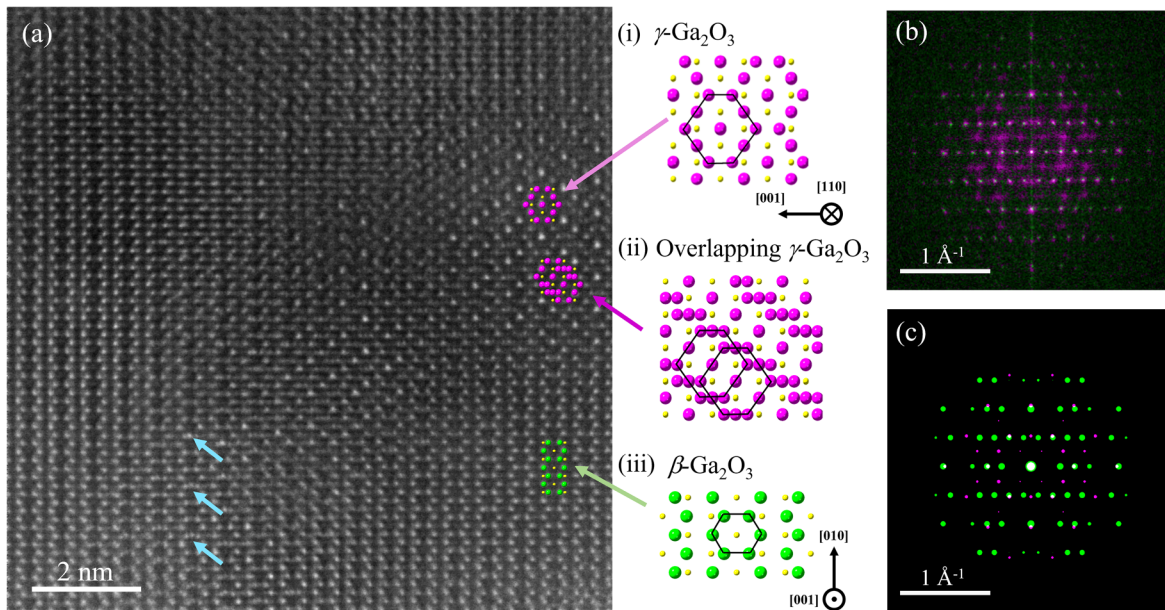 (a)
2 nm
(i) γ-Ga₂O₃
[110]
[001]
(ii) Overlapping γ-Ga₂O₃
(iii) β-Ga₂O₃
[010]
[001]
(b)
1 Å⁻¹
(c)
1 Å⁻¹